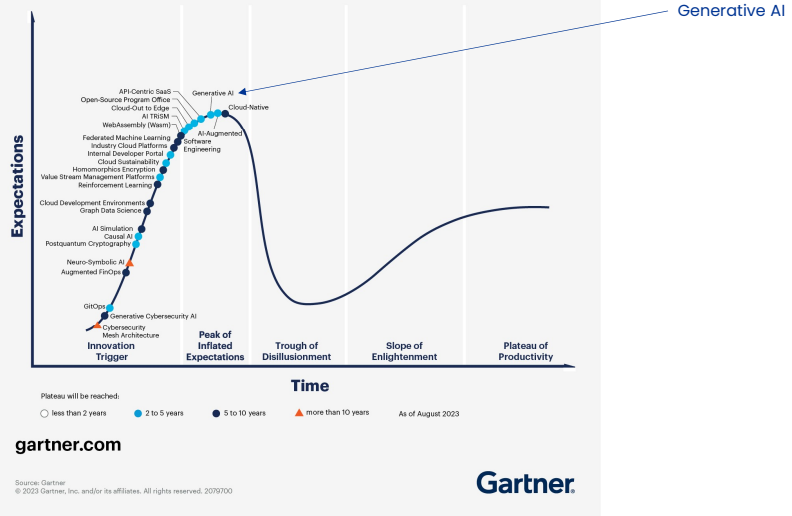 Generative AI
API-Centric SaaS
Generative AI
Open-Source Program Office
Cloud-Out to Edge
Cloud-Native
AI TRiSM
WebAssembly (Wasm)
AI-Augmented
Software
Engineering
Federated Machine Learning
Industry Cloud Platforms
Internal Developer Portal
Cloud Sustainability
Homomorphics Encryption
Value Stream Management Platforms
Reinforcement Learning
Cloud Development Environments
Graph Data Science
AI Simulation
Causal AI
Postquantum Cryptography
Neuro-Symbolic AI
Augmented FinOps
GitOps
Generative Cybersecurity AI
Cybersecurity
Mesh Architecture
Expectations
Innovation
Trigger
Peak of
Inflated
Expectations
Trough of
Disillusionment
Slope of
Enlightenment
Plateau of
Productivity
Time
Plateau will be reached:
less than 2 years
2 to 5 years
5 to 10 years
more than 10 years
As of August 2023
gartner.com
Source: Gartner
© 2023 Gartner, Inc. and/or its affiliates. All rights reserved. 2079700
Gartner®